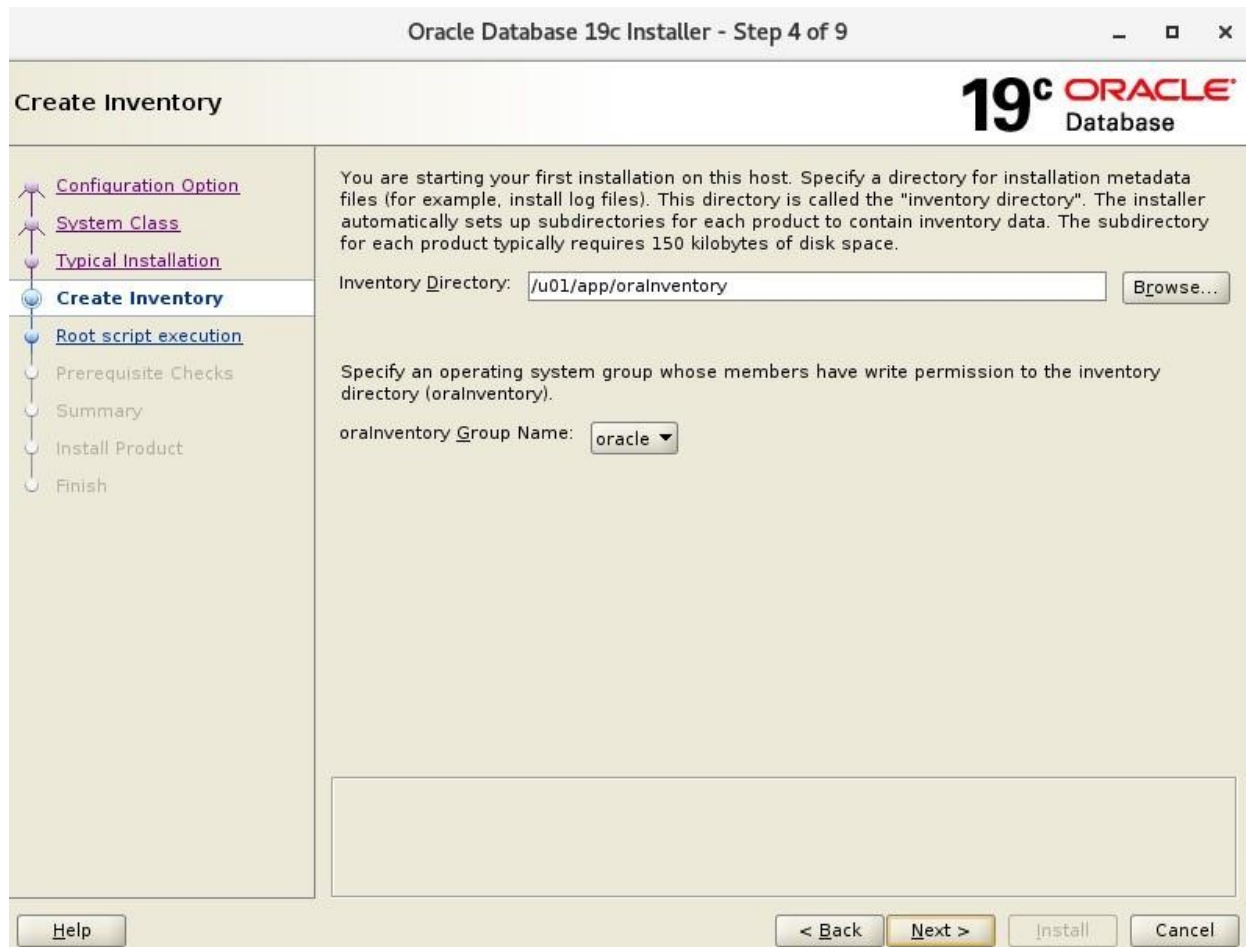 Oracle Database 19c Installer - Step 4 of 9
Create Inventory
19c ORACLE
Database
Configuration Option
System Class
Typical Installation
Create Inventory
Root script execution
Prerequisite Checks
Summary
Install Product
Finish
You are starting your first installation on this host. Specify a directory for installation metadata
files (for example, install log files). This directory is called the "inventory directory". The installer
automatically sets up subdirectories for each product to contain inventory data. The subdirectory
for each product typically requires 150 kilobytes of disk space.
Inventory Directory: /u01/app/oraInventory Browse...
Specify an operating system group whose members have write permission to the inventory
directory (oraInventory).
oraInventory Group Name: oracle
Help < Back Next > Install Cancel